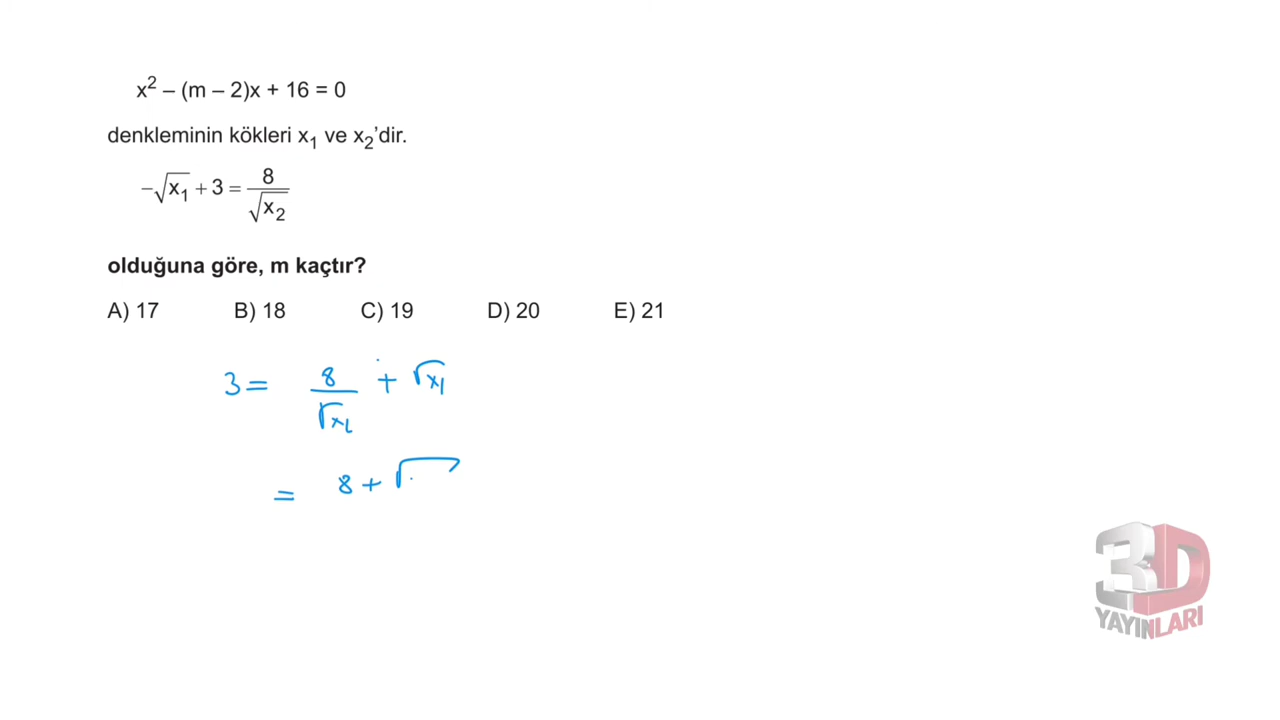 x² – (m – 2)x + 16 = 0
denkleminin kökleri x₁ ve x₂'dir.
–√x₁ + 3 = 8/√x₂
olduğuna göre, m kaçtır?
A) 17 B) 18 C) 19 D) 20 E) 21
3 = 8/√x₂ + √x₁
= 8 + √
3D
YAYINLARI